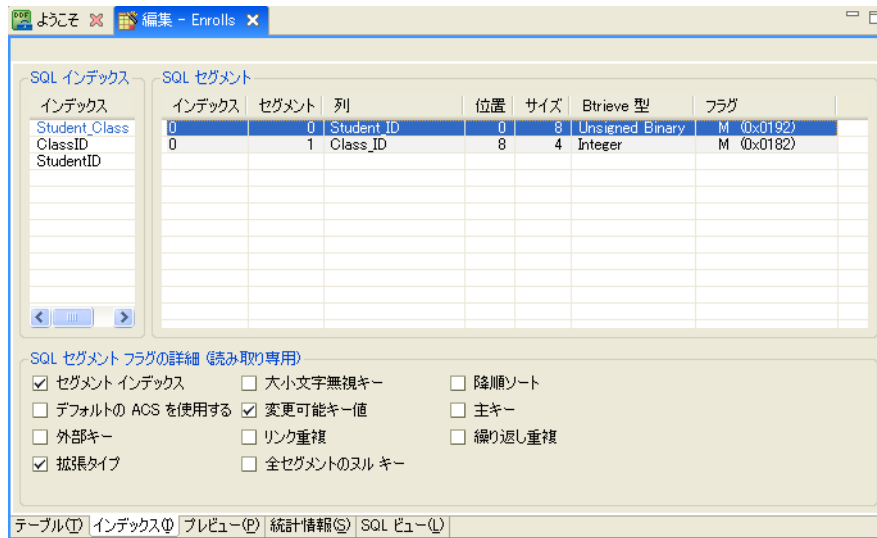 ようこそ 編集 - Enrolls
SQL インデックス SQL セグメント
インデックス インデックス セグメント 列 位置 サイズ Btrieve 型 フラグ
Student_Class 0 0 Student_ID 0 8 Unsigned Binary M (0x0192)
ClassID 0 1 Class_ID 8 4 Integer M (0x0182)
StudentID
SQL セグメント フラグの詳細 (読み取り専用)
セグメント インデックス 大小文字無視キー 降順ソート
デフォルトの ACS を使用する 変更可能キー値 主キー
外部キー リンク重複 繰り返し重複
拡張タイプ 全セグメントのヌル キー
テーブル(T) インデックス(I) プレビュー(P) 統計情報(S) SQL ビュー(L)